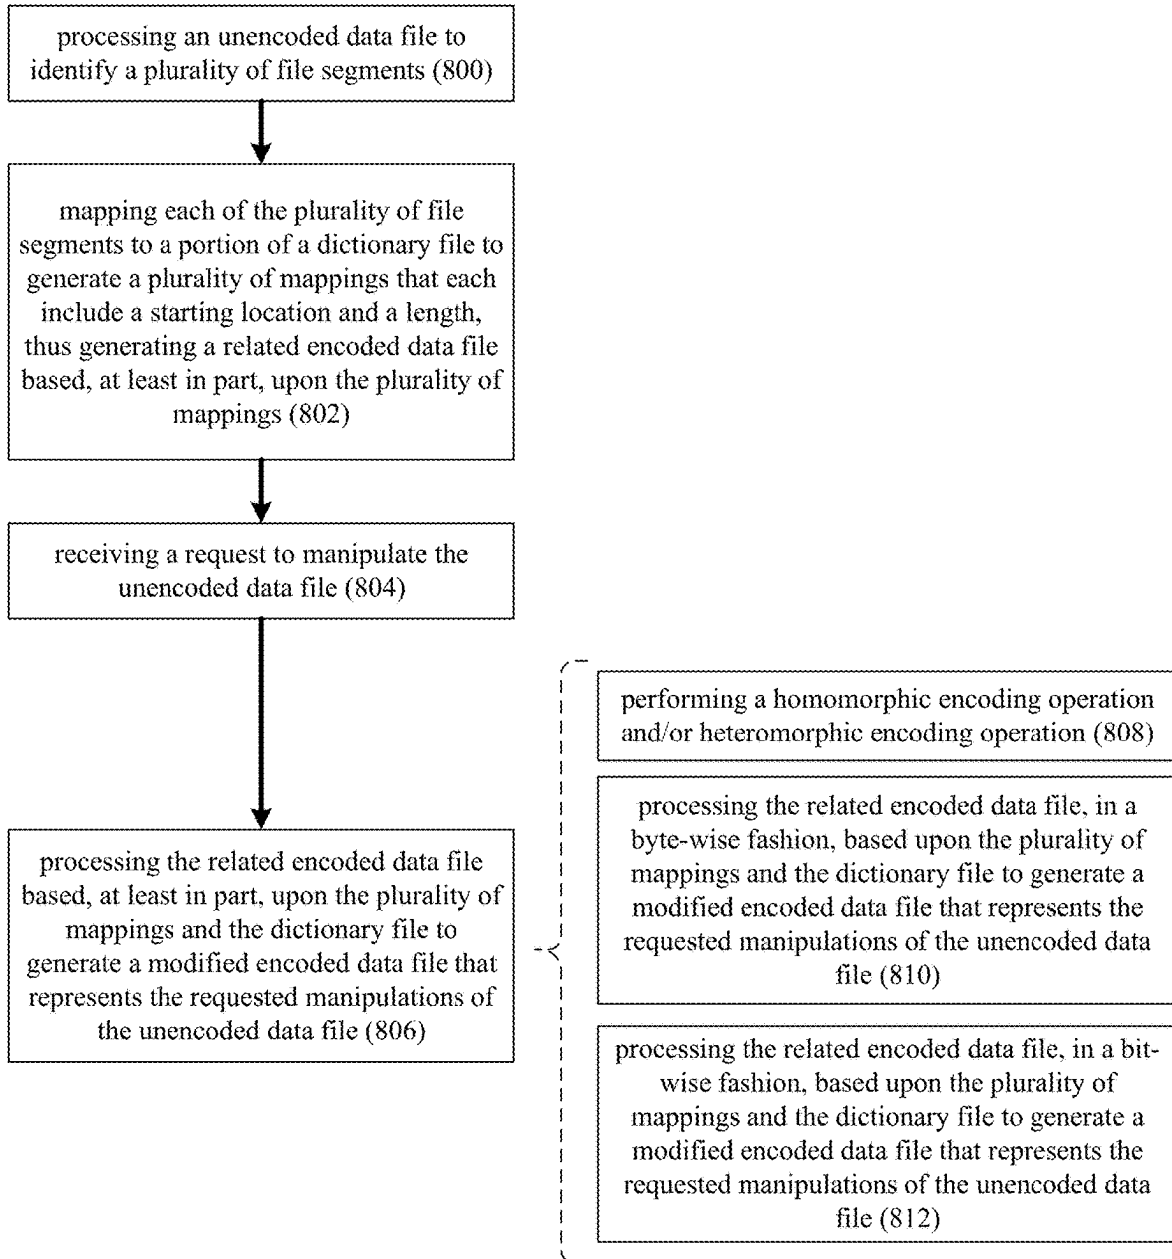 processing an unencoded data file to
identify a plurality of file segments (800)
mapping each of the plurality of file
segments to a portion of a dictionary file to
generate a plurality of mappings that each
include a starting location and a length,
thus generating a related encoded data file
based, at least in part, upon the plurality of
mappings (802)
receiving a request to manipulate the
unencoded data file (804)
processing the related encoded data file
based, at least in part, upon the plurality of
mappings and the dictionary file to
generate a modified encoded data file that
represents the requested manipulations of
the unencoded data file (806)
performing a homomorphic encoding operation
and/or heteromorphic encoding operation (808)
processing the related encoded data file, in a
byte-wise fashion, based upon the plurality of
mappings and the dictionary file to generate a
modified encoded data file that represents the
requested manipulations of the unencoded data
file (810)
processing the related encoded data file, in a bit-
wise fashion, based upon the plurality of
mappings and the dictionary file to generate a
modified encoded data file that represents the
requested manipulations of the unencoded data
file (812)